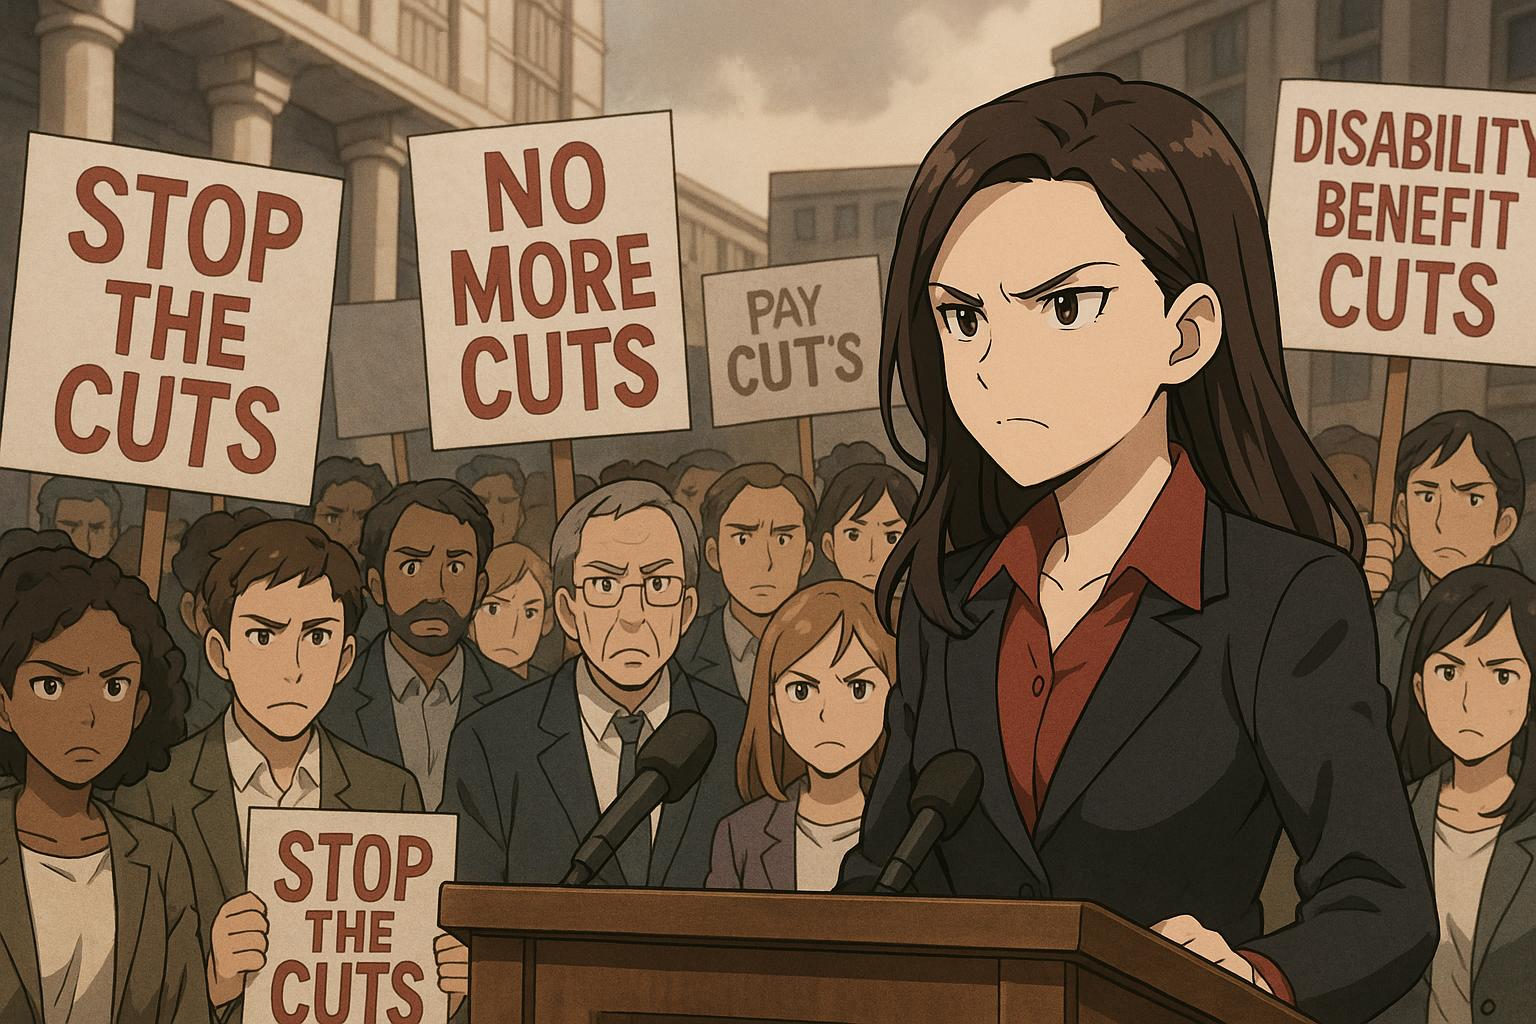 STOP
THE
CUTS
NO
MORE
CUTS
PAY
CUT'S
DISABILITY
BENEFIT
CUTS
STOP
THE
CUTS